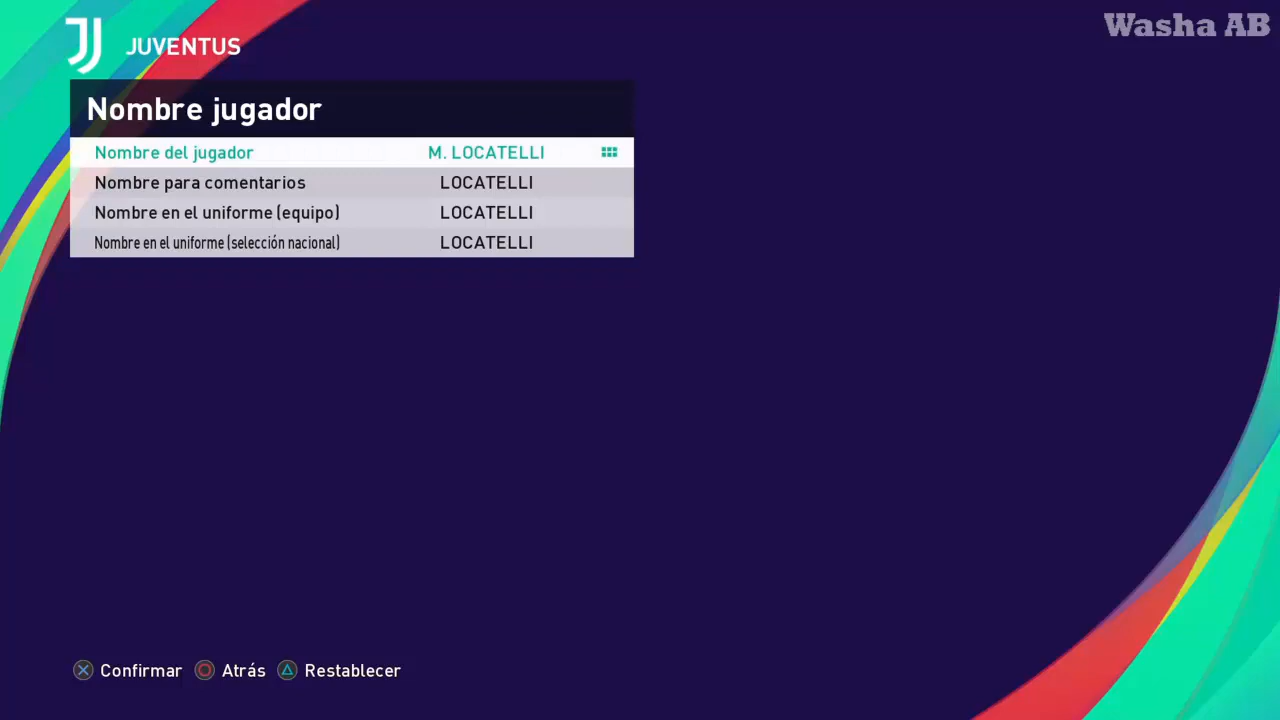 Washa AB
JUVENTUS
Nombre jugador
Nombre del jugador M. LOCATELLI
Nombre para comentarios LOCATELLI
Nombre en el uniforme (equipo) LOCATELLI
Nombre en el uniforme (selección nacional) LOCATELLI
Confirmar Atrás Restablecer